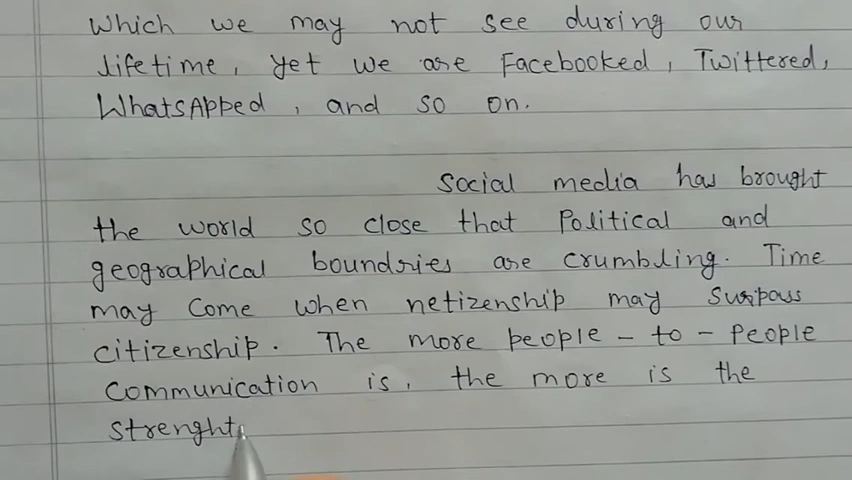 Which we may not see during our
lifetime, yet we are Facebooked, Twittered,
WhatsApped, and so on.
Social media has brought
the world so close that Political and
geographical boundries are crumbling. Time
may come when netizenship may surpass
citizenship. The more people-to-people
communication is, the more is the
strenght